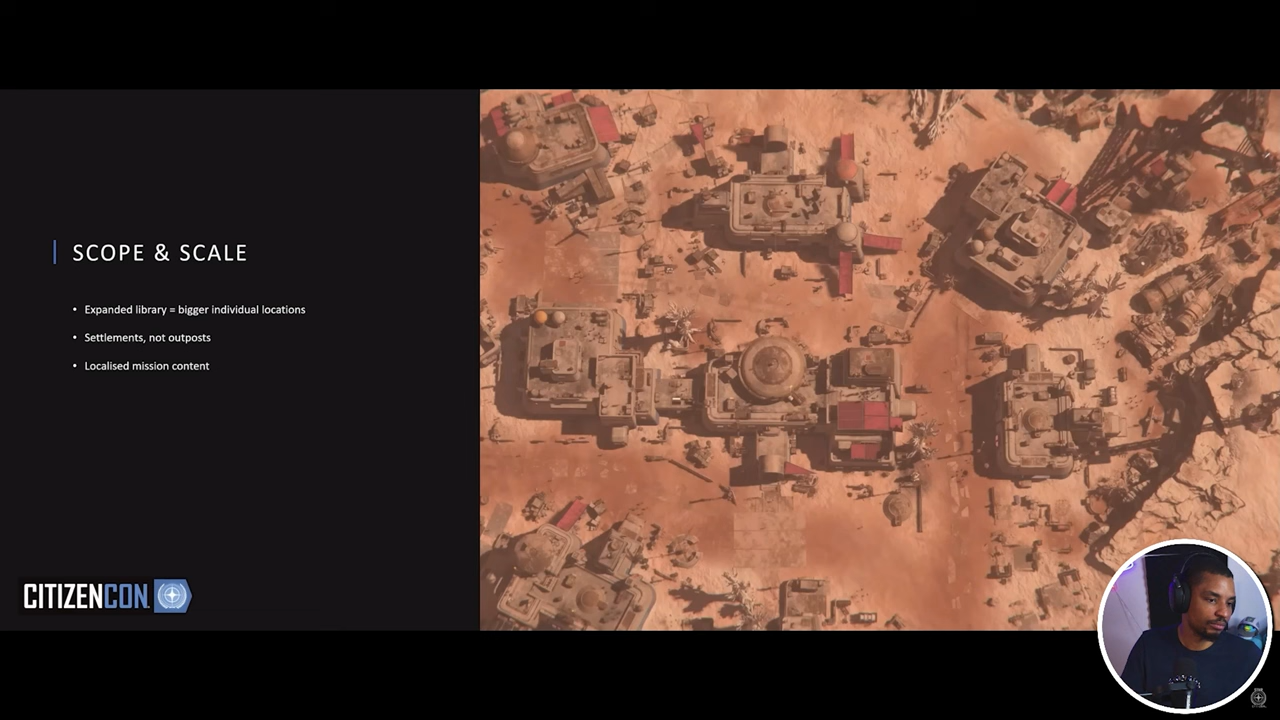 SCOPE & SCALE
• Expanded library = bigger individual locations
• Settlements, not outposts
• Localised mission content
CITIZENCON